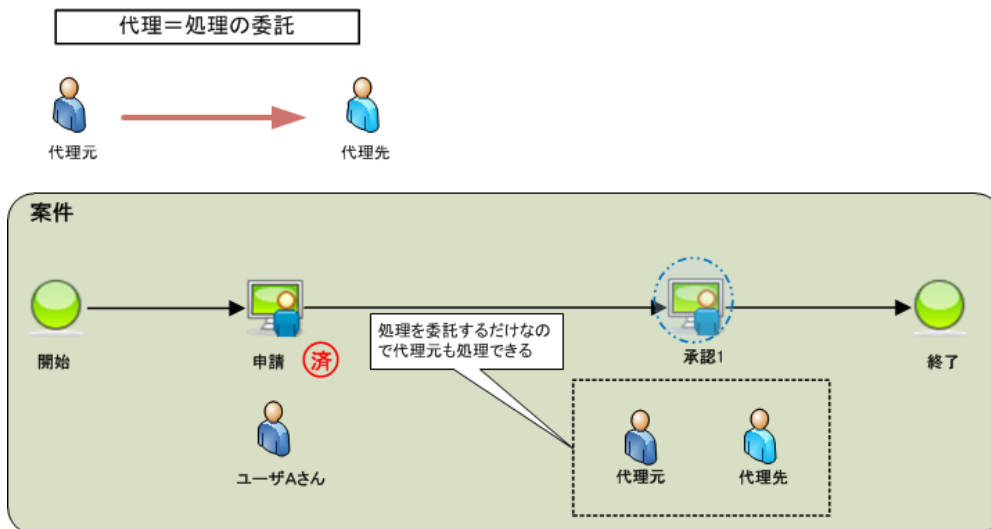 代理＝処理の委託
代理元
代理先
案件
処理を委託するだけなの
で代理元も処理できる
開始
申請
済
承認1
終了
ユーザAさん
代理元
代理先